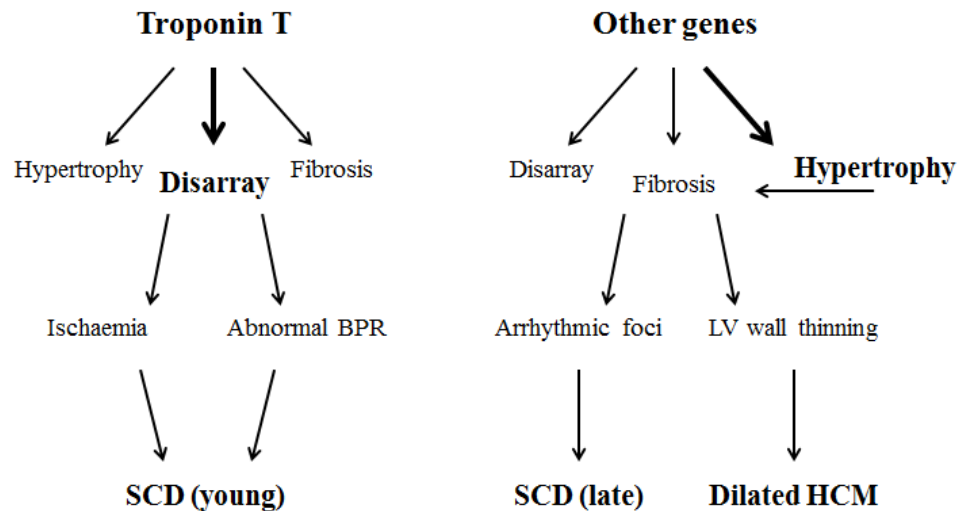 Troponin T
Other genes
Hypertrophy
Disarray
Fibrosis
Disarray
Fibrosis
Hypertrophy
Ischaemia
Abnormal BPR
Arrhythmic foci
LV wall thinning
SCD (young)
SCD (late)
Dilated HCM